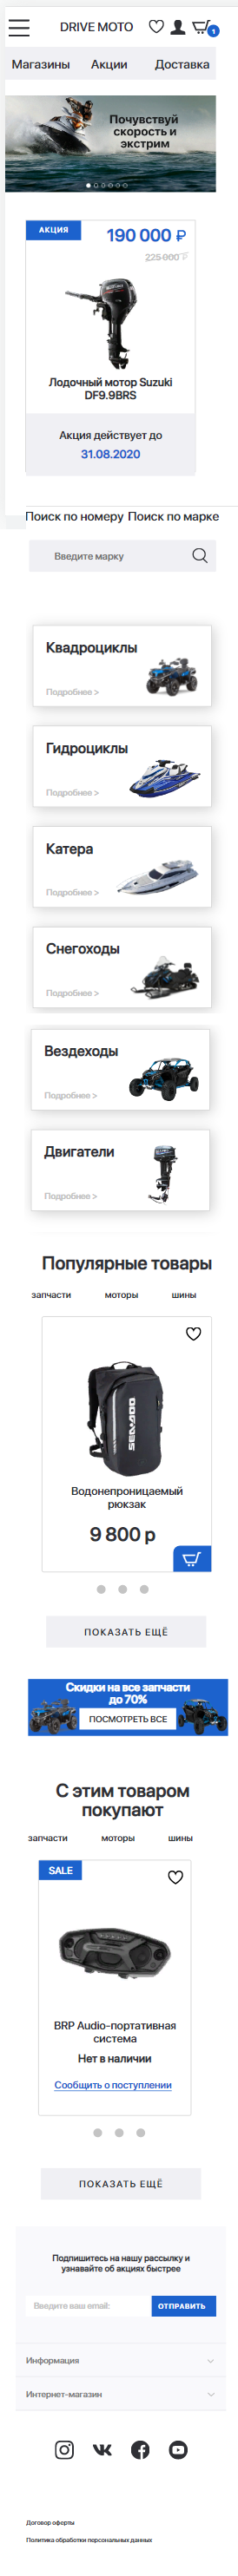 DRIVE MOTO
1
Магазины Акции Доставка
Почувствуй
скорость и
экстрим
АКЦИЯ
190 000 ₽
225 000 ₽
Лодочный мотор Suzuki
DF9.9BRS
Акция действует до
31.08.2020
Поиск по номеру Поиск по марке
Введите марку
Квадроциклы
Подробнее >
Гидроциклы
Подробнее >
Катера
Подробнее >
Снегоходы
Подробнее >
Вездеходы
Подробнее >
Двигатели
Подробнее >
Популярные товары
запчасти моторы шины
SEADOO
Водонепроницаемый
рюкзак
9 800 р
ПОКАЗАТЬ ЕЩЁ
Скидки на все запчасти
до 70%
ПОСМОТРЕТЬ ВСЕ
С этим товаром
покупают
запчасти моторы шины
SALE
BRP Audio-портативная
система
Нет в наличии
Сообщить о поступлении
ПОКАЗАТЬ ЕЩЁ
Подпишитесь на нашу рассылку и
узнавайте об акциях быстрее
Введите ваш email:
ОТПРАВИТЬ
Информация
Интернет-магазин
Договор оферты
Политика обработки персональных данных